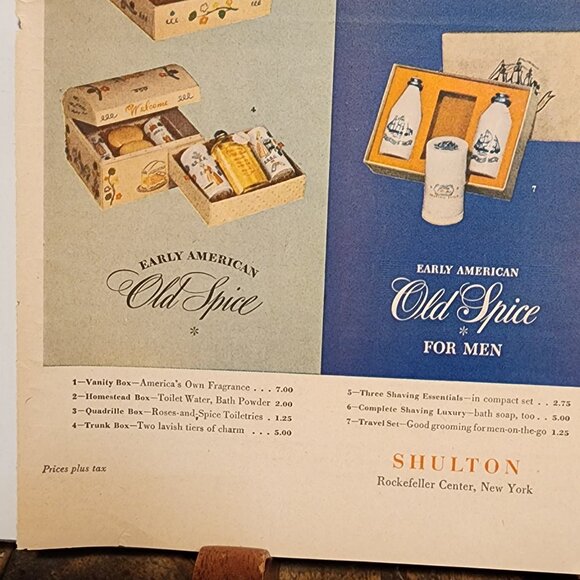 Welcome
4
7
EARLY AMERICAN
Old Spice
*
EARLY AMERICAN
Old Spice
*
FOR MEN
1—Vanity Box—America's Own Fragrance . . . 7.00
2—Homestead Box—Toilet Water, Bath Powder 2.00
3—Quadrille Box—Roses-and-Spice Toiletries . 1.25
4—Trunk Box—Two lavish tiers of charm . . . 5.00
5—Three Shaving Essentials—in compact set . . 2.75
6—Complete Shaving Luxury—bath soap, too . . 5.00
7—Travel Set—Good grooming for men-on-the-go 1.25
Prices plus tax
SHULTON
Rockefeller Center, New York